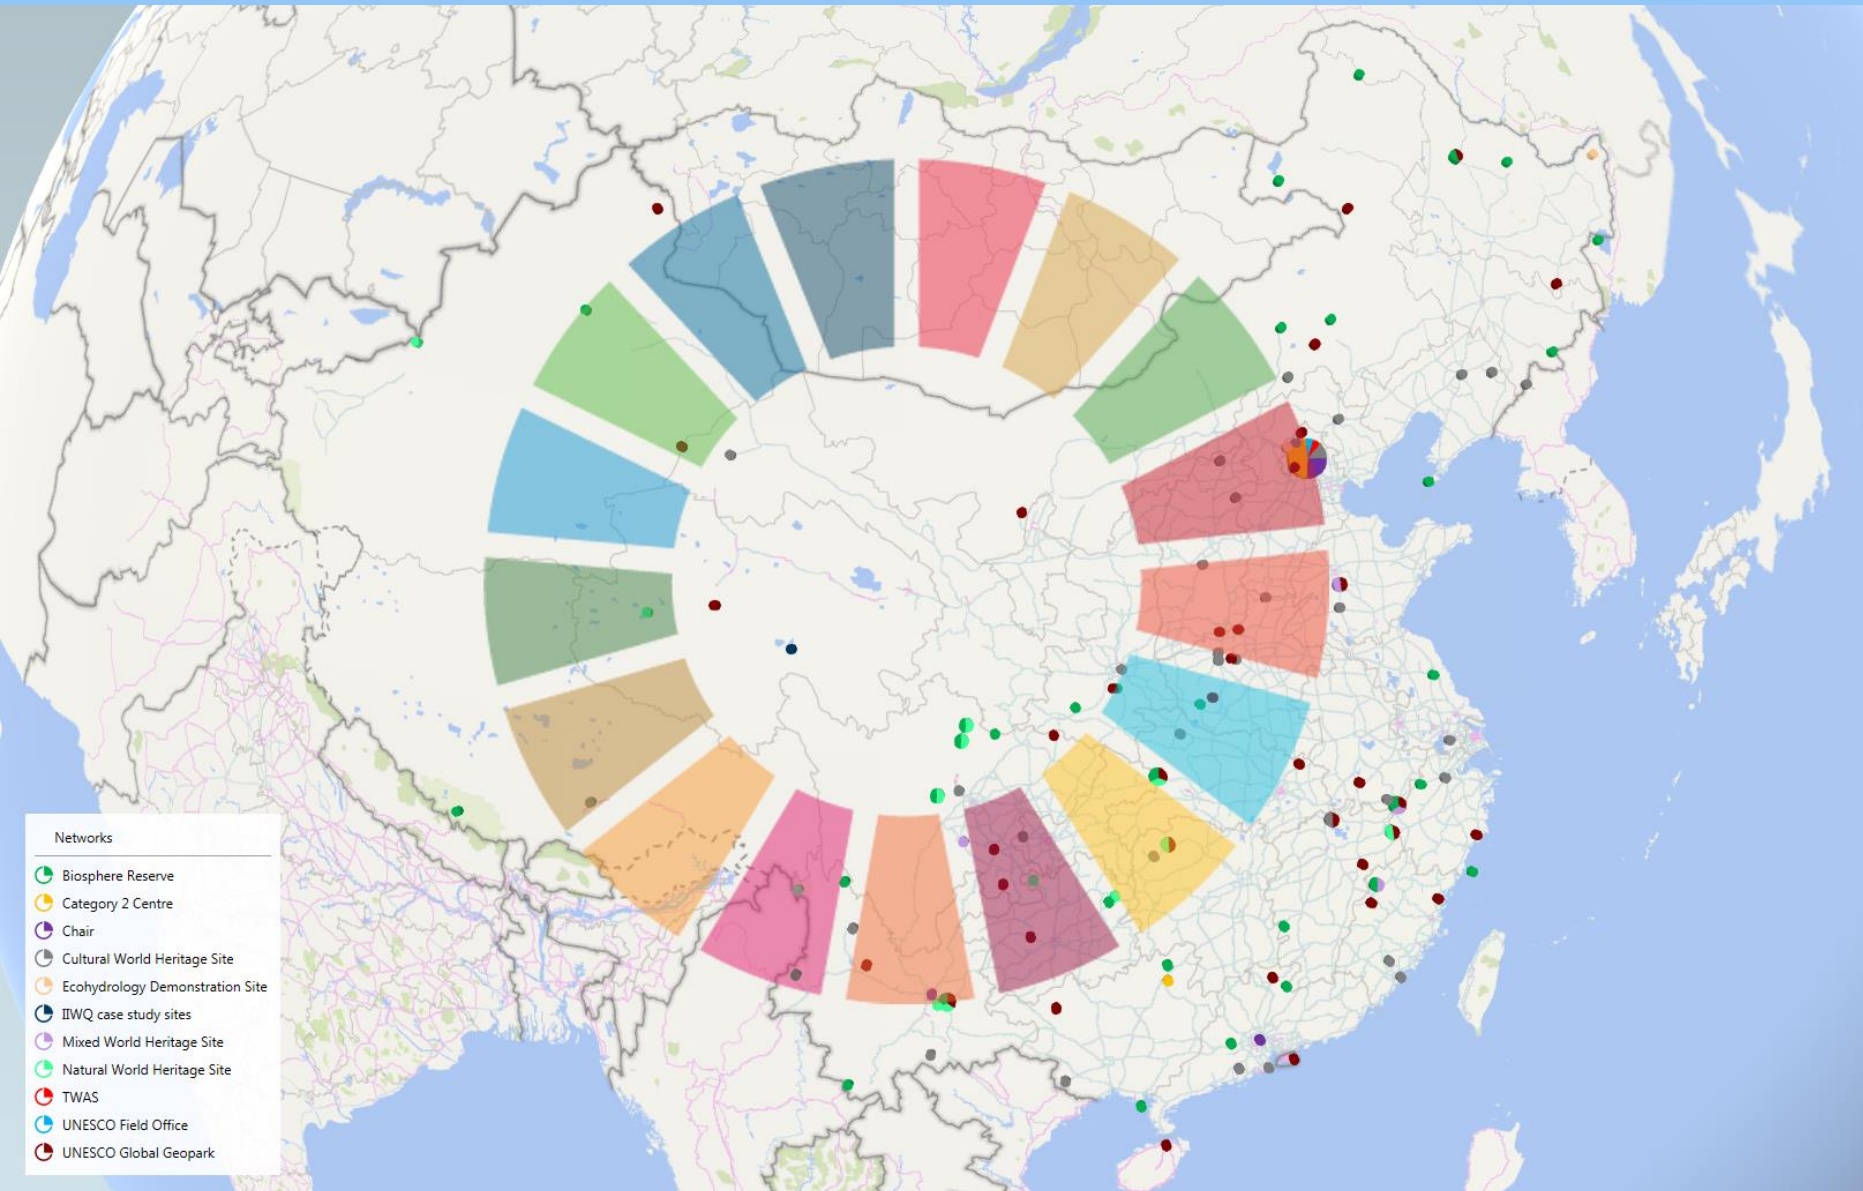 Networks
Biosphere Reserve
Category 2 Centre
Chair
Cultural World Heritage Site
Ecohydrology Demonstration Site
IIWQ case study sites
Mixed World Heritage Site
Natural World Heritage Site
TWAS
UNESCO Field Office
UNESCO Global Geopark